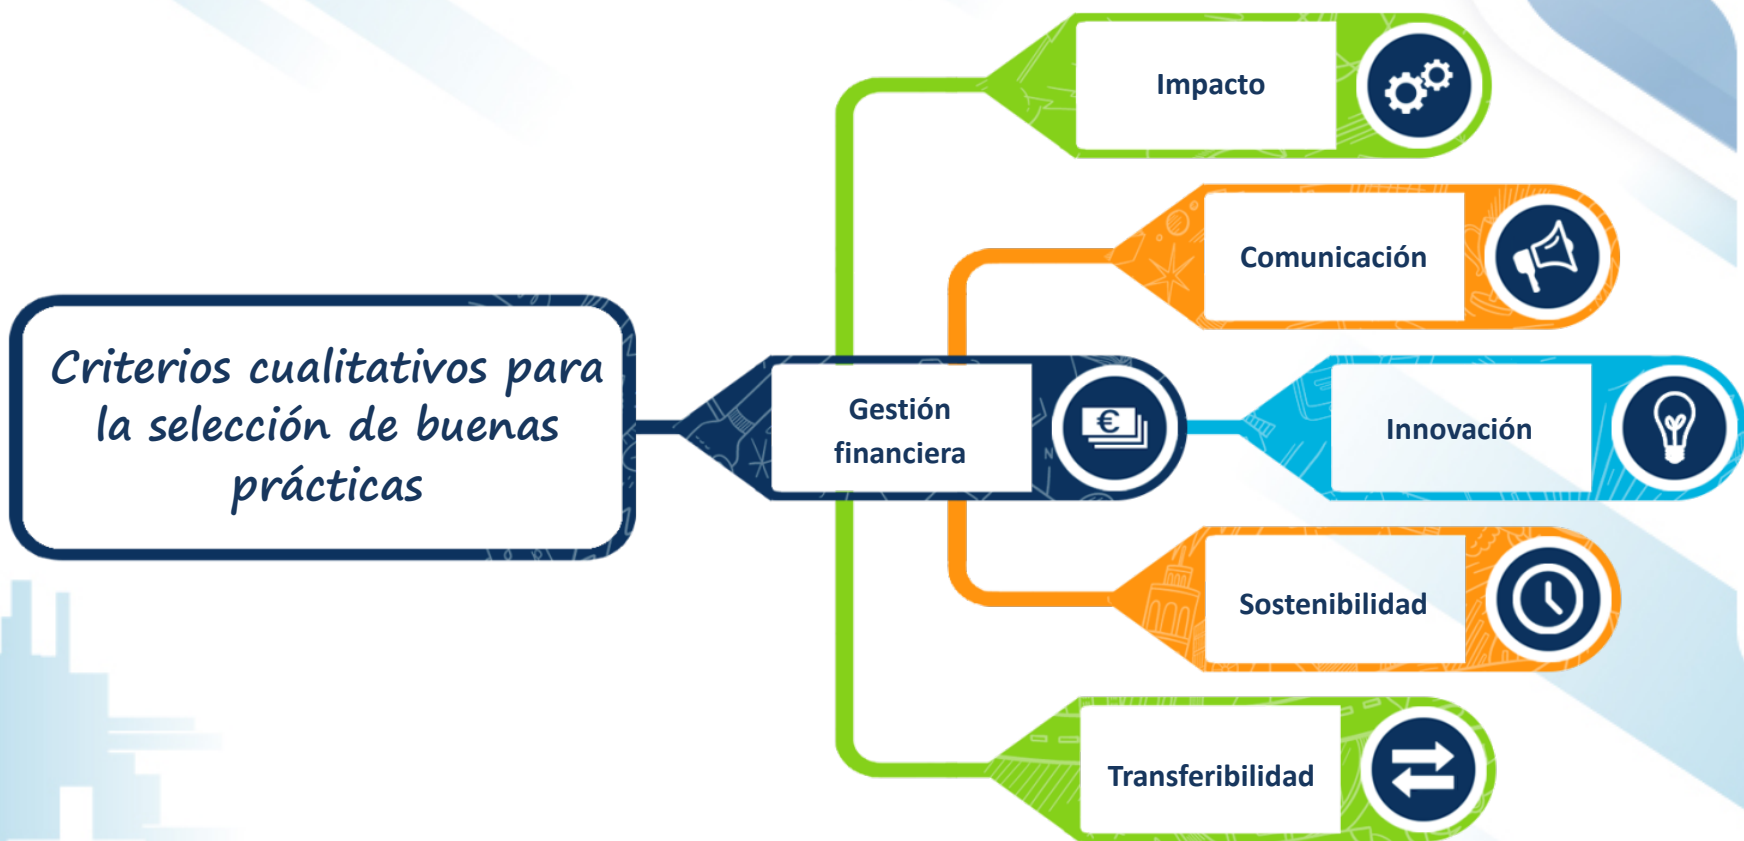 Criterios cualitativos para
la selección de buenas
prácticas
Impacto
Comunicación
Gestión
financiera
Innovación
Sostenibilidad
Transferibilidad